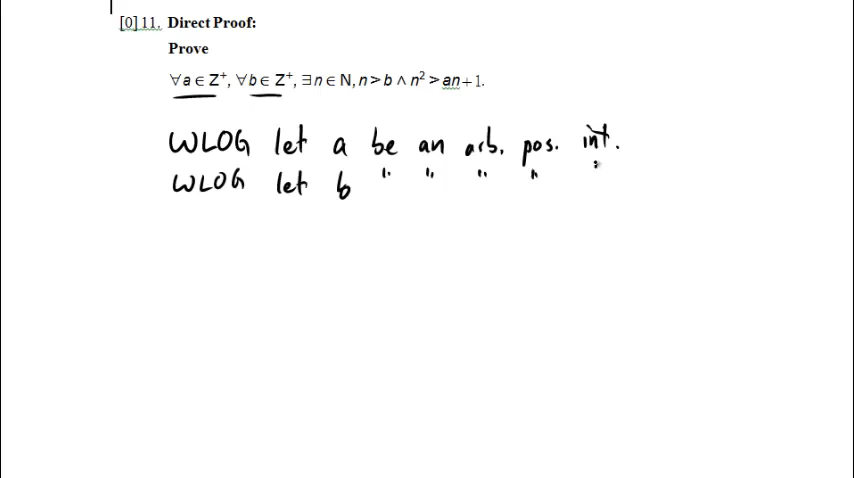 [0] 11. Direct Proof:
Prove
∀a ∈ Z⁺, ∀b ∈ Z⁺, ∃n ∈ N, n > b ∧ n² > an + 1.
WLOG let a be an arb. pos. int.
WLOG let b " " " " "